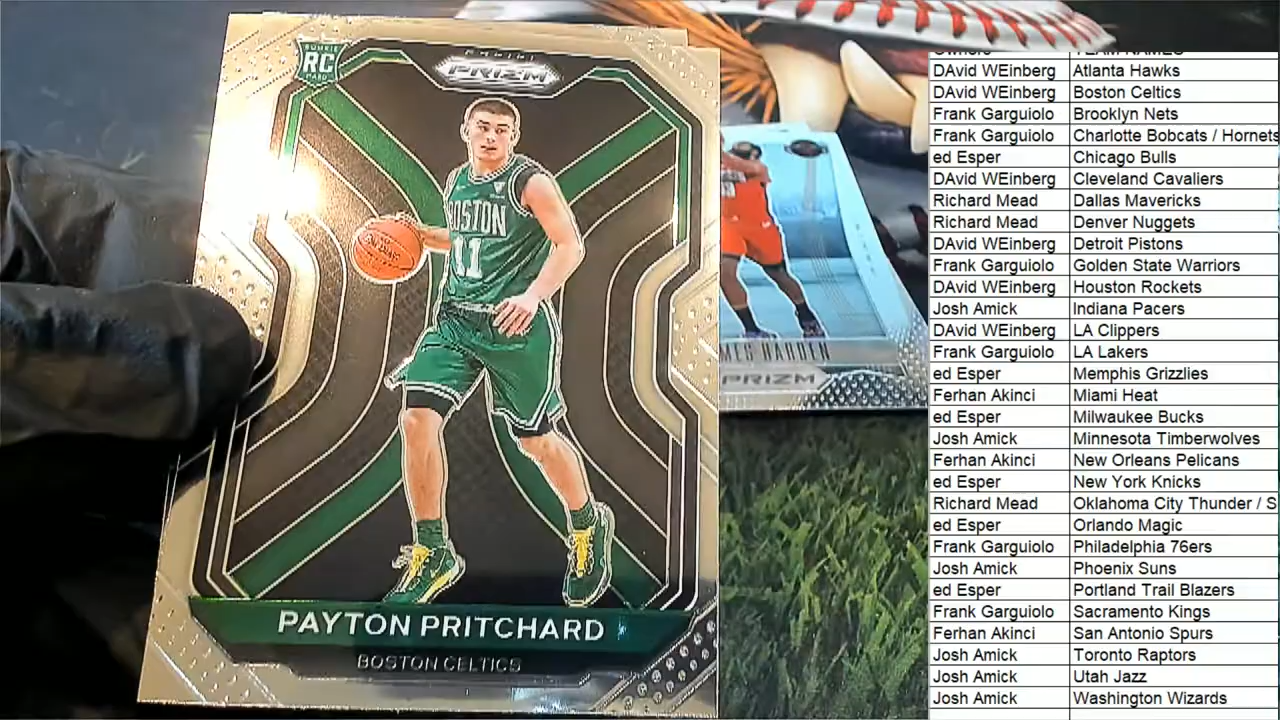 ROOKIE
RC
CARD
PANINI
PRIZM
BOSTON
11
PAYTON PRITCHARD
BOSTON CELTICS
MES HARDEN
PRIZM
Owners TEAM NAMES
DAvid WEinberg Atlanta Hawks
DAvid WEinberg Boston Celtics
Frank Garguiolo Brooklyn Nets
Frank Garguiolo Charlotte Bobcats / Hornets
ed Esper Chicago Bulls
DAvid WEinberg Cleveland Cavaliers
Richard Mead Dallas Mavericks
Richard Mead Denver Nuggets
DAvid WEinberg Detroit Pistons
Frank Garguiolo Golden State Warriors
DAvid WEinberg Houston Rockets
Josh Amick Indiana Pacers
DAvid WEinberg LA Clippers
Frank Garguiolo LA Lakers
ed Esper Memphis Grizzlies
Ferhan Akinci Miami Heat
ed Esper Milwaukee Bucks
Josh Amick Minnesota Timberwolves
Ferhan Akinci New Orleans Pelicans
ed Esper New York Knicks
Richard Mead Oklahoma City Thunder / S
ed Esper Orlando Magic
Frank Garguiolo Philadelphia 76ers
Josh Amick Phoenix Suns
ed Esper Portland Trail Blazers
Frank Garguiolo Sacramento Kings
Ferhan Akinci San Antonio Spurs
Josh Amick Toronto Raptors
Josh Amick Utah Jazz
Josh Amick Washington Wizards